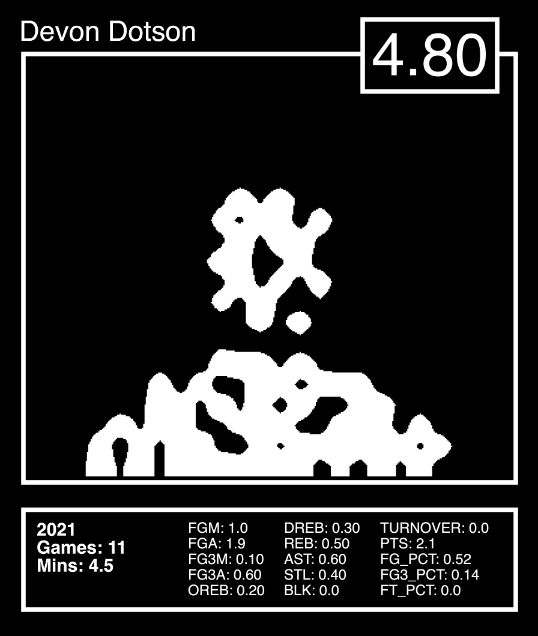 Devon Dotson
4.80
2021
Games: 11
Mins: 4.5
FGM: 1.0
FGA: 1.9
FG3M: 0.10
FG3A: 0.60
OREB: 0.20
DREB: 0.30
REB: 0.50
AST: 0.60
STL: 0.40
BLK: 0.0
TURNOVER: 0.0
PTS: 2.1
FG_PCT: 0.52
FG3_PCT: 0.14
FT_PCT: 0.0